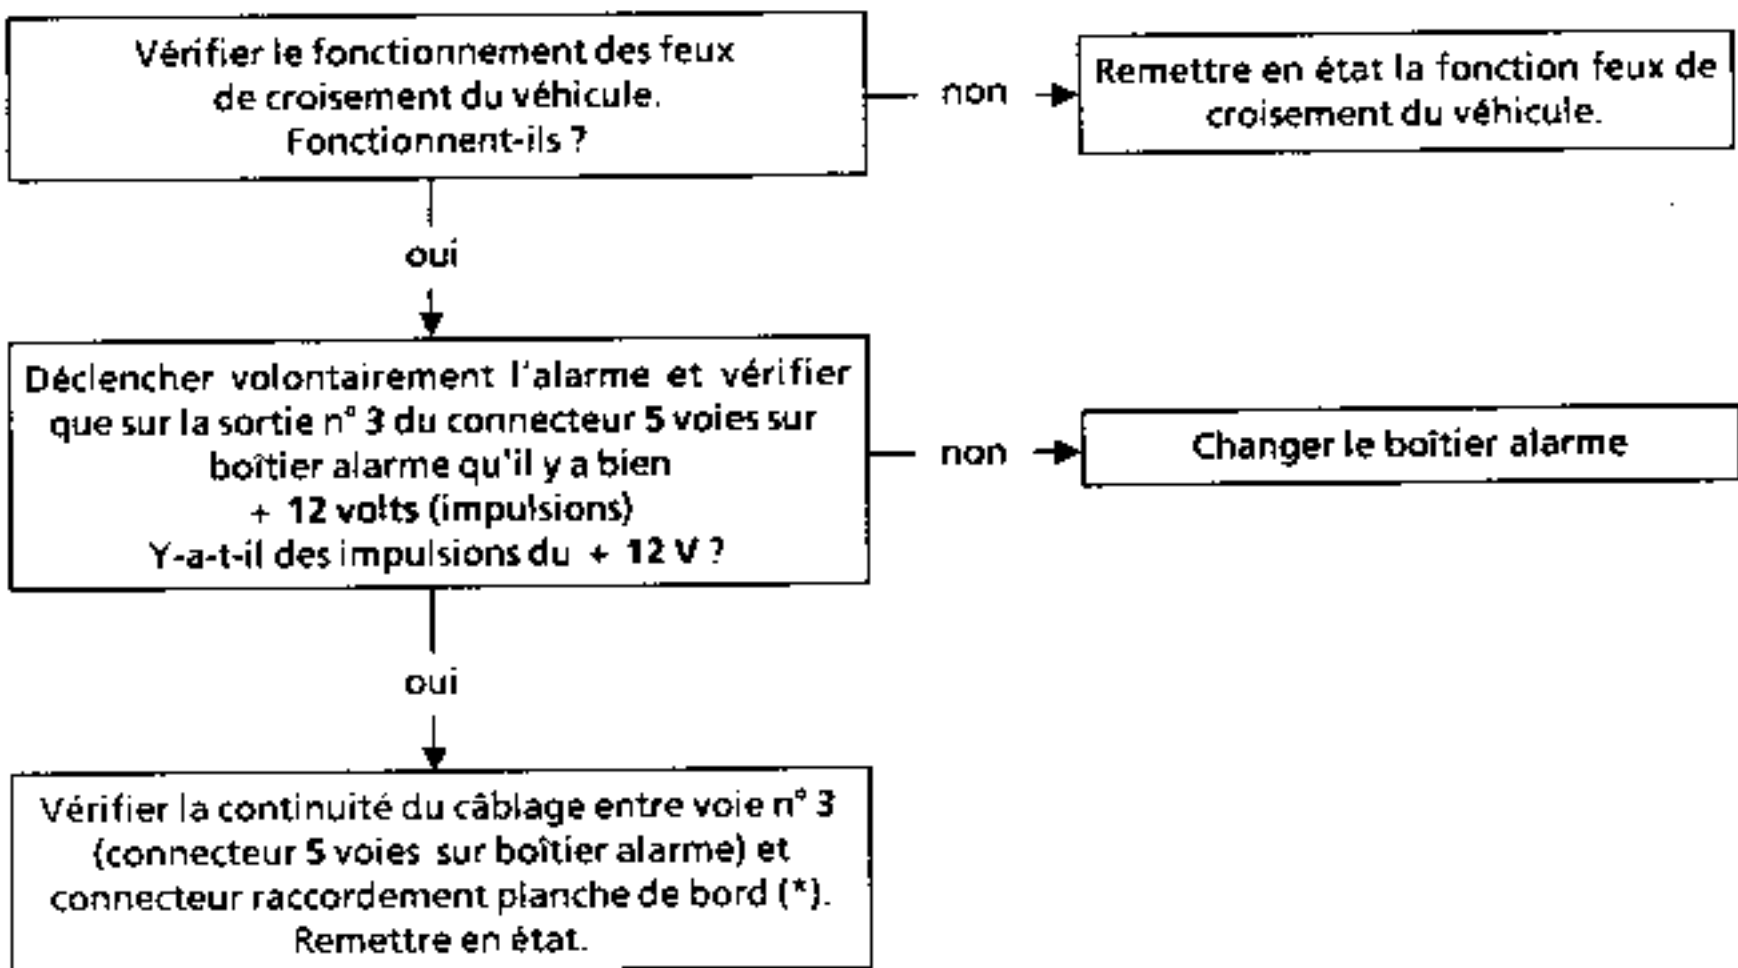 Vérifier le fonctionnement des feux
de croisement du véhicule.
Fonctionnent-ils ?
non
Remettre en état la fonction feux de
croisement du véhicule.
oui
Déclencher volontairement l'alarme et vérifier
que sur la sortie n° 3 du connecteur 5 voies sur
boîtier alarme qu'il y a bien
+ 12 volts (impulsions)
Y-a-t-il des impulsions du + 12 V ?
non
Changer le boîtier alarme
oui
Vérifier la continuité du câblage entre voie n° 3
(connecteur 5 voies sur boîtier alarme) et
connecteur raccordement planche de bord (*).
Remettre en état.